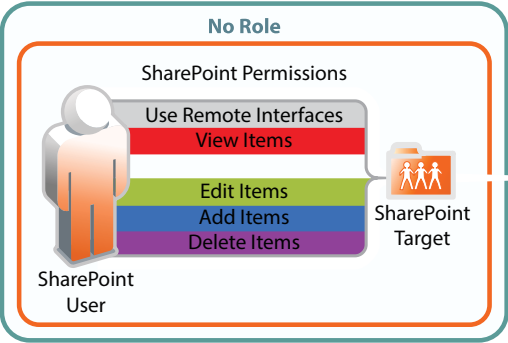 No Role
SharePoint Permissions
Use Remote Interfaces
View Items
Edit Items
Add Items
Delete Items
SharePoint
User
SharePoint
Target